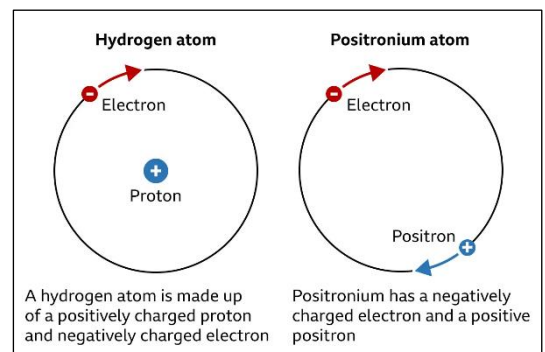 Hydrogen atom
Electron
Proton
A hydrogen atom is made up
of a positively charged proton
and negatively charged electron
Positronium atom
Electron
Positron
Positronium has a negatively
charged electron and a positive
positron